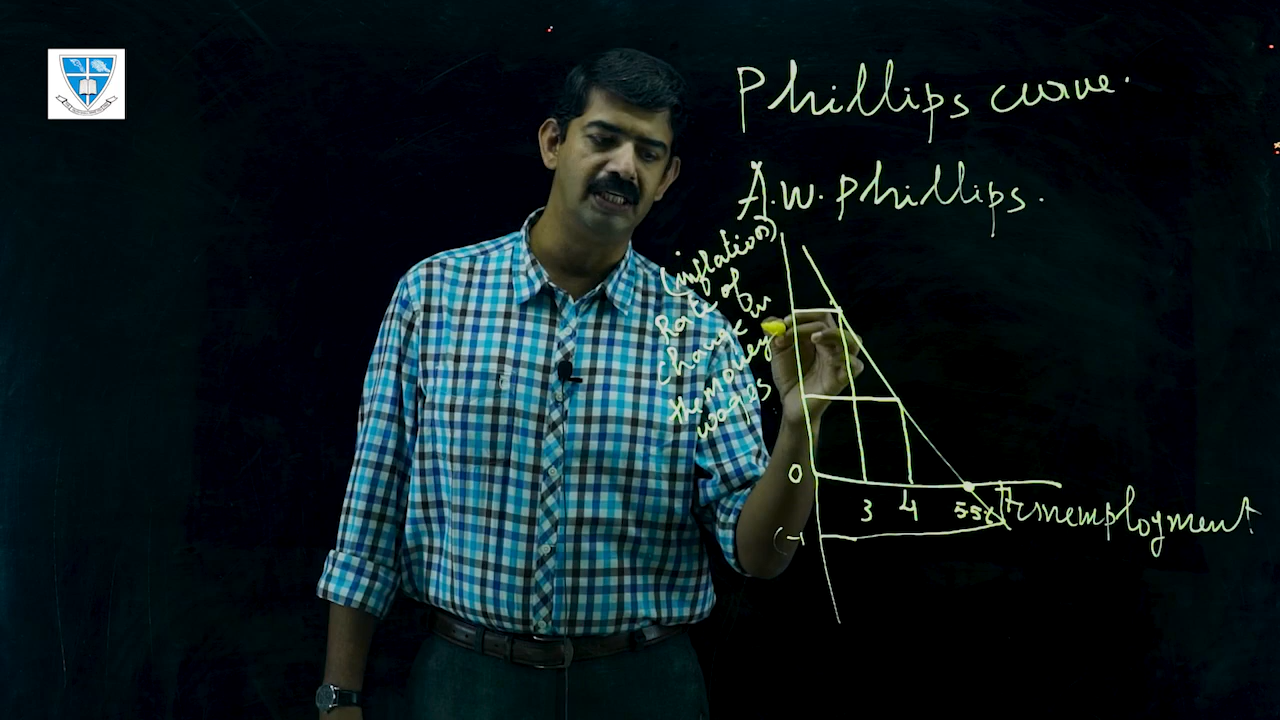 Phillips curve.
A.W. Phillips.
(inflation)
Rate of
change in
the money
wages
0
3 4 5.5%
Unemployment
(-)